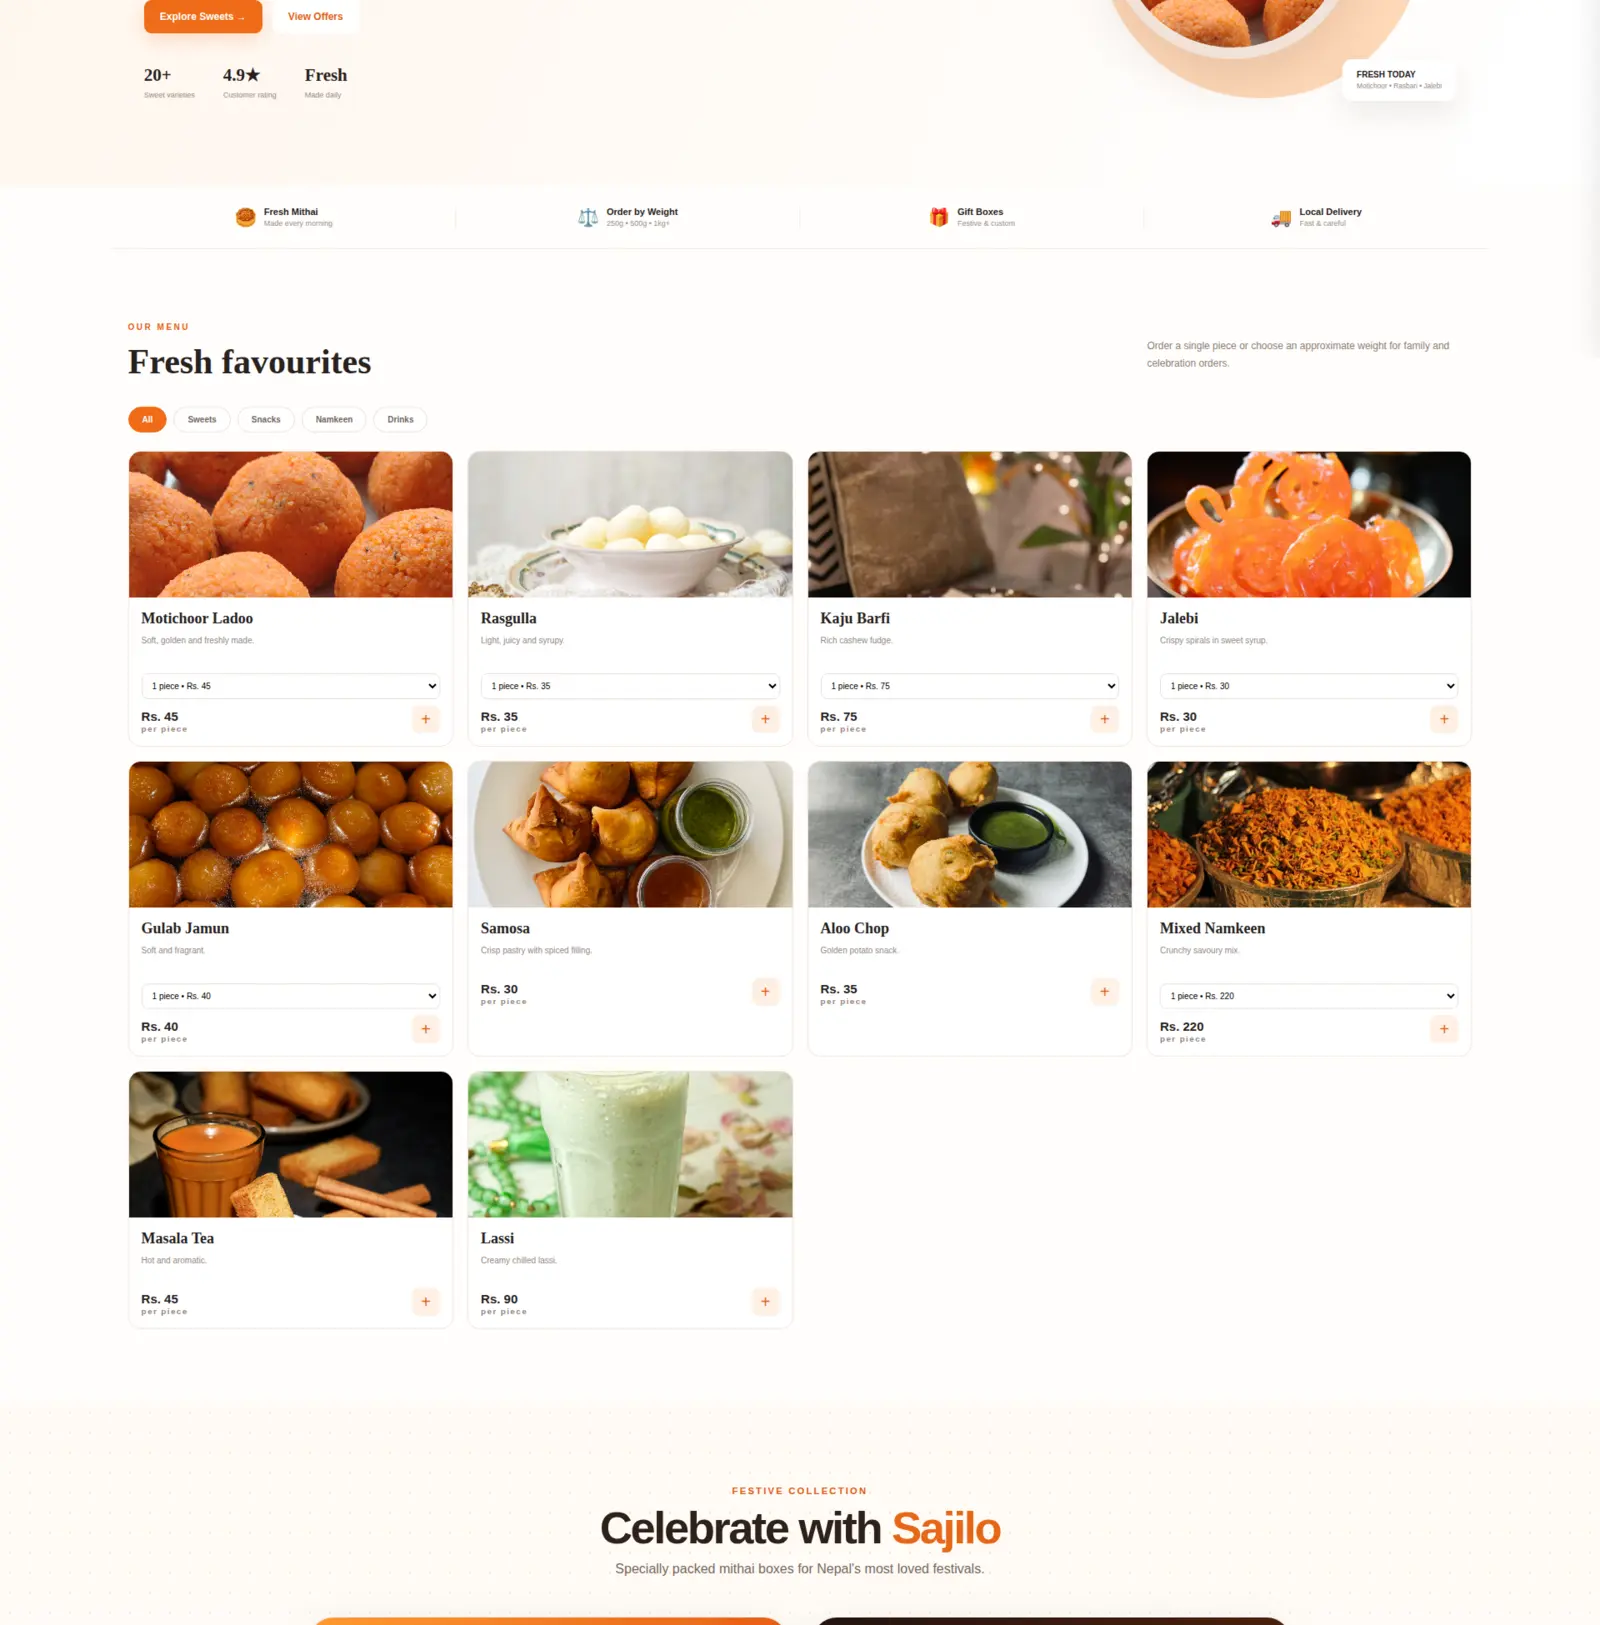 Explore Sweets →
View Offers
20+
Sweet varieties
4.9★
Customer rating
Fresh
Made daily
FRESH TODAY
Motichoor • Rasbari • Jalebi
Fresh Mithai
Made every morning
Order by Weight
250g • 500g • 1kg+
Gift Boxes
Festive & custom
Local Delivery
Fast & careful
OUR MENU
Fresh favourites
Order a single piece or choose an approximate weight for family and
celebration orders.
All
Sweets
Snacks
Namkeen
Drinks
Motichoor Ladoo
Soft, golden and freshly made.
1 piece • Rs. 45
Rs. 45
per piece
+
Rasgulla
Light, juicy and syrupy.
1 piece • Rs. 35
Rs. 35
per piece
+
Kaju Barfi
Rich cashew fudge.
1 piece • Rs. 75
Rs. 75
per piece
+
Jalebi
Crispy spirals in sweet syrup.
1 piece • Rs. 30
Rs. 30
per piece
+
Gulab Jamun
Soft and fragrant.
1 piece • Rs. 40
Rs. 40
per piece
+
Samosa
Crisp pastry with spiced filling.
Rs. 30
per piece
+
Aloo Chop
Golden potato snack.
Rs. 35
per piece
+
Mixed Namkeen
Crunchy savoury mix.
1 piece • Rs. 220
Rs. 220
per piece
+
Masala Tea
Hot and aromatic.
Rs. 45
per piece
+
Lassi
Creamy chilled lassi.
Rs. 90
per piece
+
FESTIVE COLLECTION
Celebrate with Sajilo
Specially packed mithai boxes for Nepal's most loved festivals.